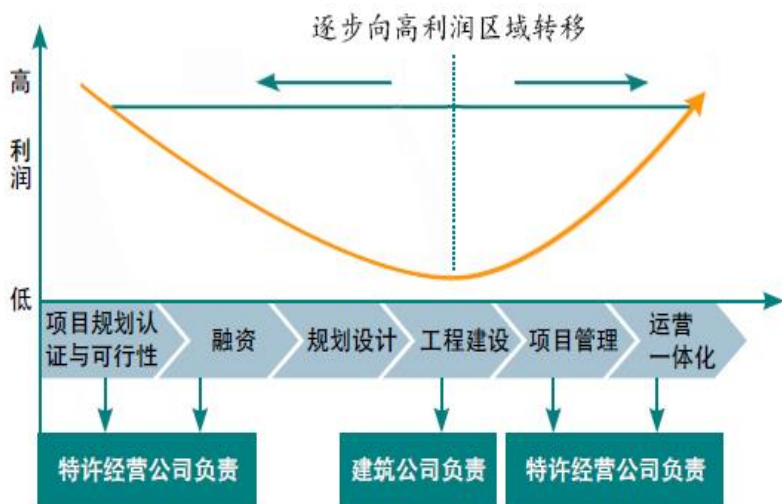 逐步向高利润区域转移
高
利
润
低
项目规划认
证与可行性
融资
规划设计
工程建设
项目管理
运营
一体化
特许经营公司负责
建筑公司负责
特许经营公司负责